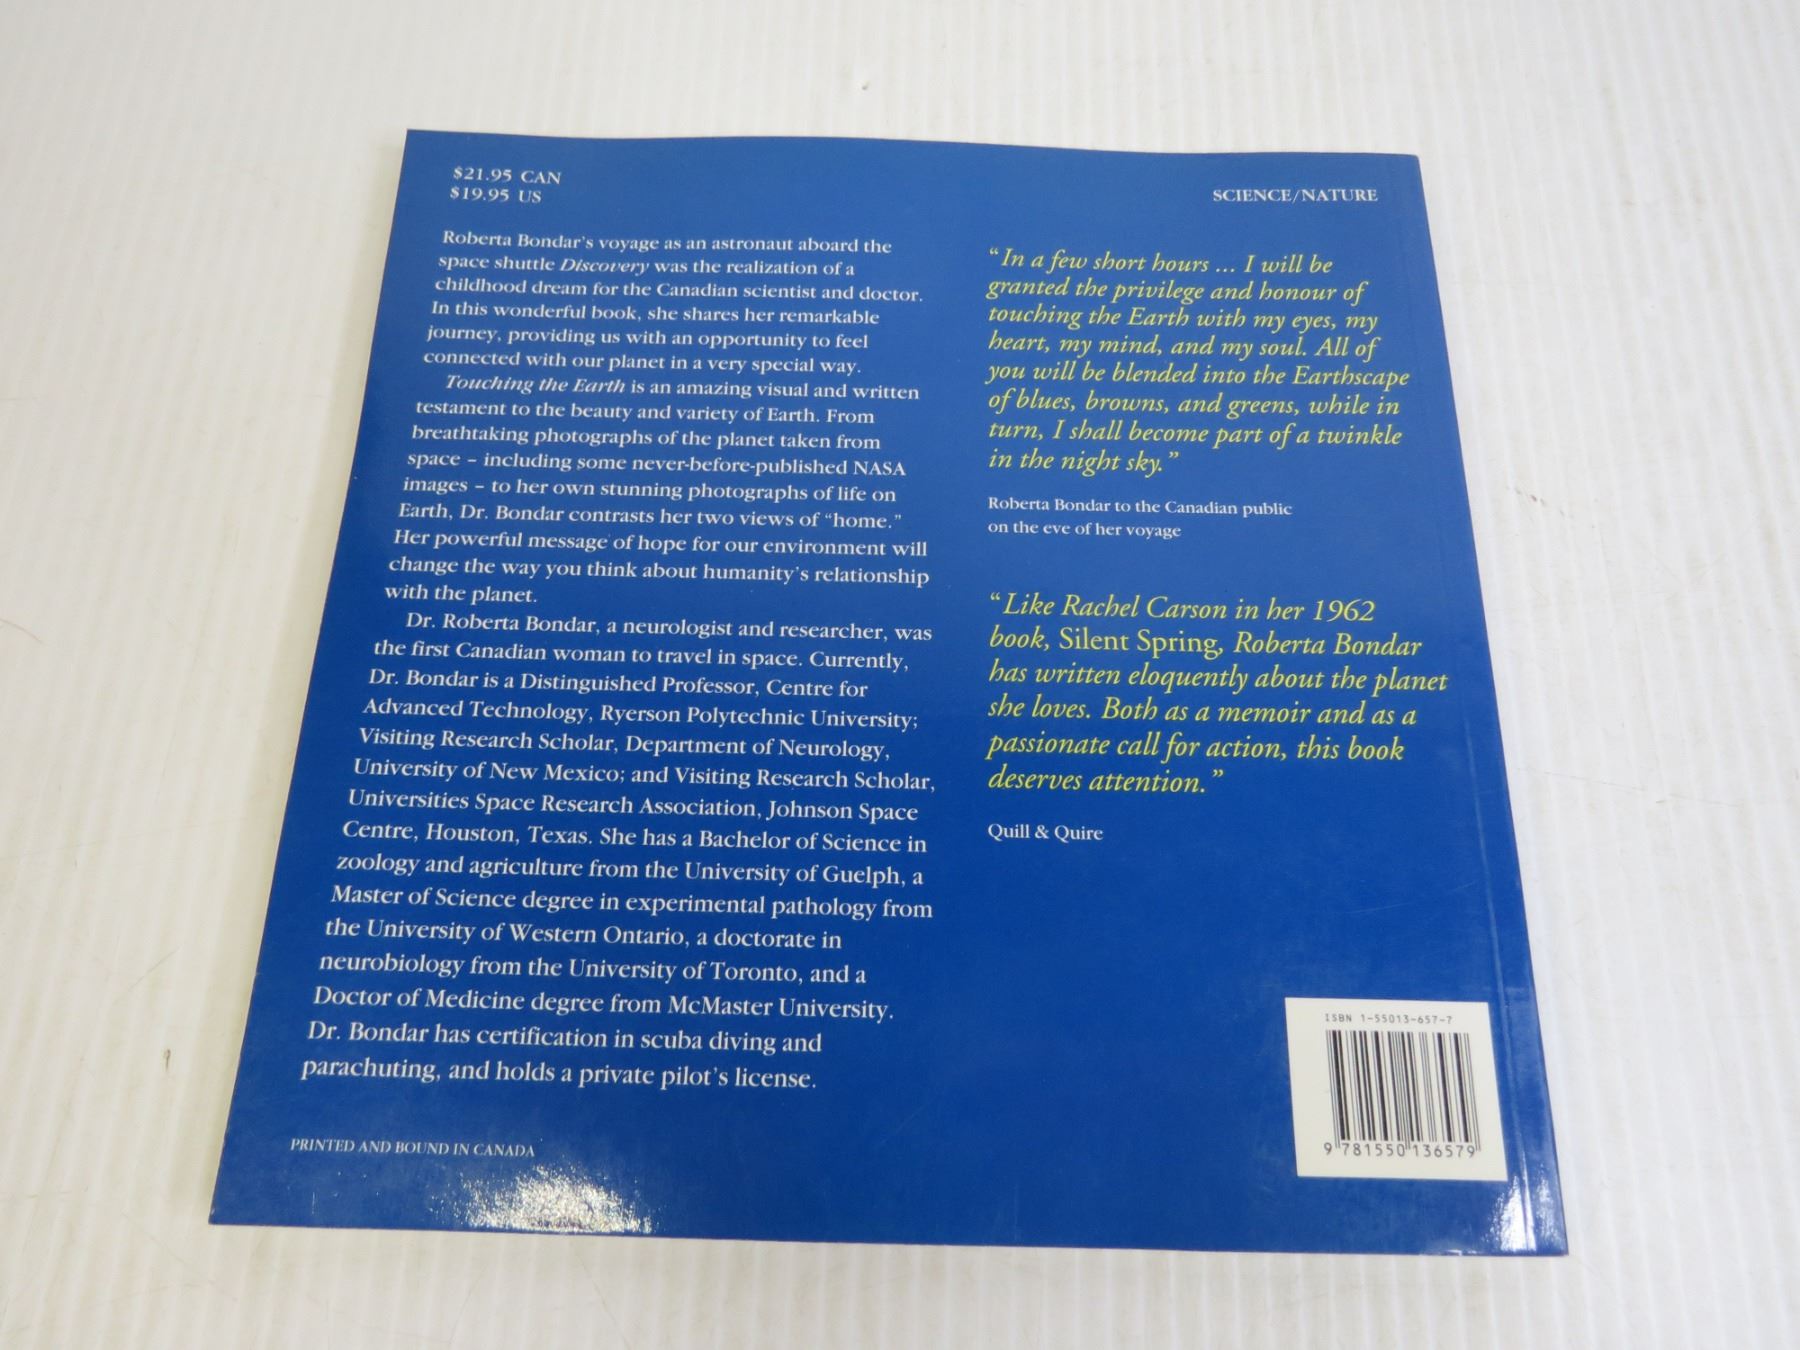 $21.95 CAN
$19.95 US
Roberta Bondar's voyage as an astronaut aboard the
space shuttle Discovery was the realization of a
childhood dream for the Canadian scientist and doctor.
In this wonderful book, she shares her remarkable
journey, providing us with an opportunity to feel
connected with our planet in a very special way.
Touching the Earth is an amazing visual and written
testament to the beauty and variety of Earth. From
breathtaking photographs of the planet taken from
space – including some never-before-published NASA
images – to her own stunning photographs of life on
Earth, Dr. Bondar contrasts her two views of "home."
Her powerful message of hope for our environment will
change the way you think about humanity's relationship
with the planet.
Dr. Roberta Bondar, a neurologist and researcher, was
the first Canadian woman to travel in space. Currently,
Dr. Bondar is a Distinguished Professor, Centre for
Advanced Technology, Ryerson Polytechnic University;
Visiting Research Scholar, Department of Neurology,
University of New Mexico; and Visiting Research Scholar,
Universities Space Research Association, Johnson Space
Centre, Houston, Texas. She has a Bachelor of Science in
zoology and agriculture from the University of Guelph, a
Master of Science degree in experimental pathology from
the University of Western Ontario, a doctorate in
neurobiology from the University of Toronto, and a
Doctor of Medicine degree from McMaster University.
Dr. Bondar has certification in scuba diving and
parachuting, and holds a private pilot's license.
PRINTED AND BOUND IN CANADA
SCIENCE/NATURE
"In a few short hours ... I will be
granted the privilege and honour of
touching the Earth with my eyes, my
heart, my mind, and my soul. All of
you will be blended into the Earthscape
of blues, browns, and greens, while in
turn, I shall become part of a twinkle
in the night sky."
Roberta Bondar to the Canadian public
on the eve of her voyage
"Like Rachel Carson in her 1962
book, Silent Spring, Roberta Bondar
has written eloquently about the planet
she loves. Both as a memoir and as a
passionate call for action, this book
deserves attention."
Quill & Quire
ISBN 1-55013-657-7
9 781550 136579